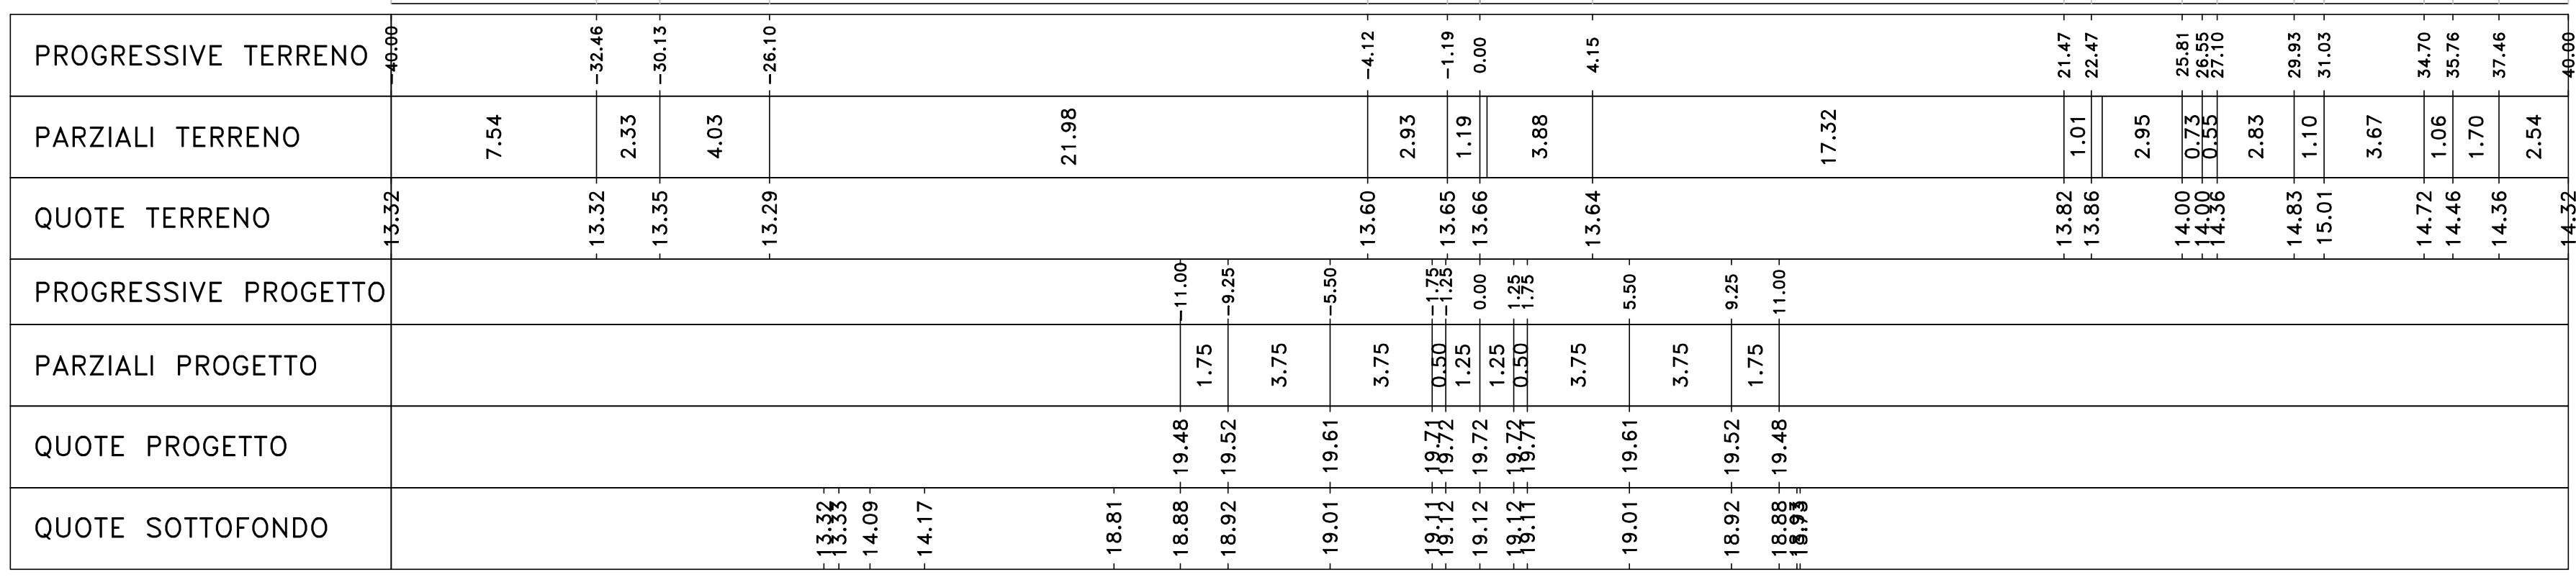 PROGRESSIVE TERRENO -40.00 -32.46 -30.13 -26.10 -4.12 -1.19 0.00 4.15 21.47 22.47 25.81 26.55 27.10 29.93 31.03 34.70 35.76 37.46 40.00
PARZIALI TERRENO 7.54 2.33 4.03 21.98 2.93 1.19 3.88 17.32 1.01 2.95 0.73 0.55 2.83 1.10 3.67 1.06 1.70 2.54
QUOTE TERRENO 13.32 13.32 13.35 13.29 13.60 13.65 13.66 13.64 13.82 13.86 14.00 14.00 14.36 14.83 15.01 14.72 14.46 14.36 14.32
PROGRESSIVE PROGETTO -11.00 -9.25 -5.50 -1.75 -1.25 0.00 1.25 1.75 5.50 9.25 11.00
PARZIALI PROGETTO 1.75 3.75 3.75 0.50 1.25 1.25 0.50 3.75 3.75 1.75
QUOTE PROGETTO 19.48 19.52 19.61 19.71 19.72 19.72 19.72 19.71 19.61 19.52 19.48
QUOTE SOTTOFONDO 13.32 13.33 14.09 14.17 18.81 18.88 18.92 19.01 19.11 19.12 19.12 19.12 19.11 19.01 18.92 18.88